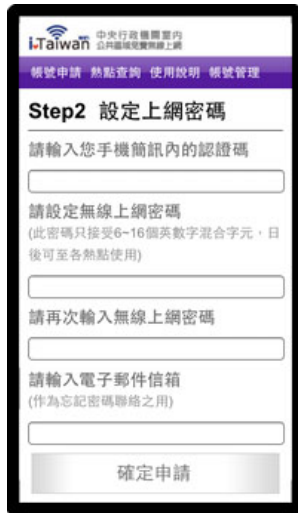 iTaiwan 中央行政機關室內
公共區域免費無線上網
帳號申請 熱點查詢 使用說明 帳號管理
Step2 設定上網密碼
請輸入您手機簡訊內的認證碼
請設定無線上網密碼
(此密碼只接受6~16個英數字混合字元，日
後可至各熱點使用)
請再次輸入無線上網密碼
請輸入電子郵件信箱
(作為忘記密碼聯絡之用)
確定申請